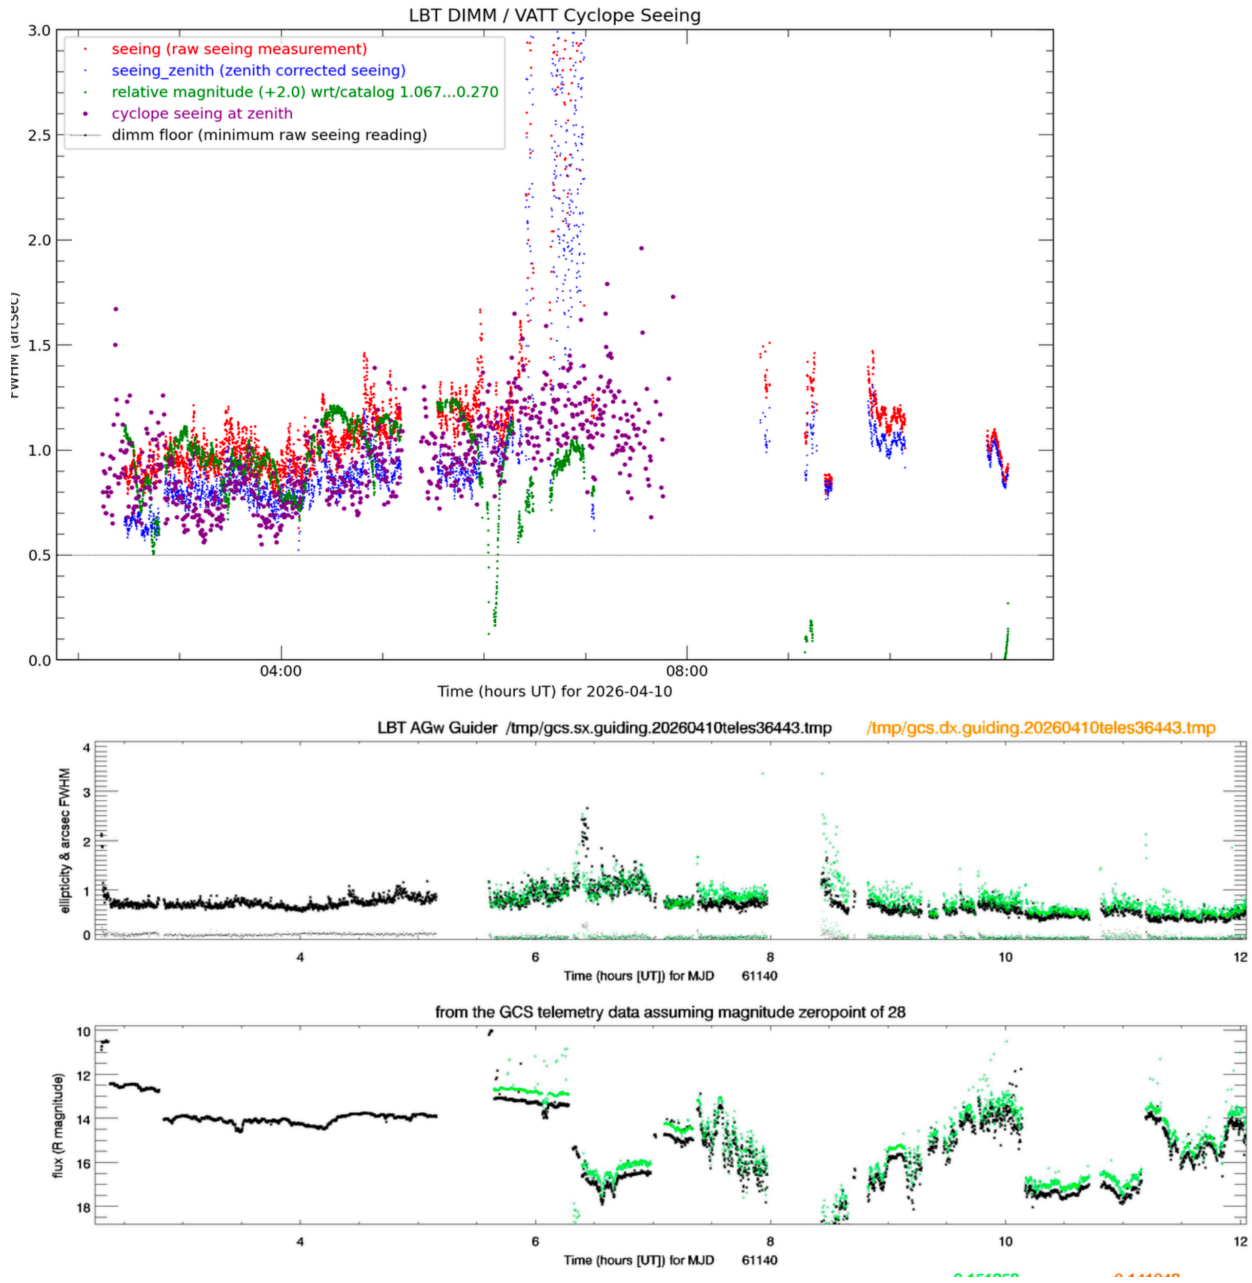 LBT DIMM / VATT Cyclope Seeing
3.0
seeing (raw seeing measurement)
seeing_zenith (zenith corrected seeing)
relative magnitude (+2.0) wrt/catalog 1.067...0.270
cyclope seeing at zenith
dimm floor (minimum raw seeing reading)
2.5
2.0
1.5
1.0
0.5
0.0
FWHM (arcsec)
04:00
08:00
Time (hours UT) for 2026-04-10
LBT AGw Guider /tmp/gcs.sx.guiding.20260410teles36443.tmp
/tmp/gcs.dx.guiding.20260410teles36443.tmp
ellipticity & arcsec FWHM
4
3
2
1
0
4
6
8
10
12
Time (hours [UT]) for MJD 61140
from the GCS telemetry data assuming magnitude zeropoint of 28
flux (R magnitude)
10
12
14
16
18
4
6
8
10
12
Time (hours [UT]) for MJD 61140